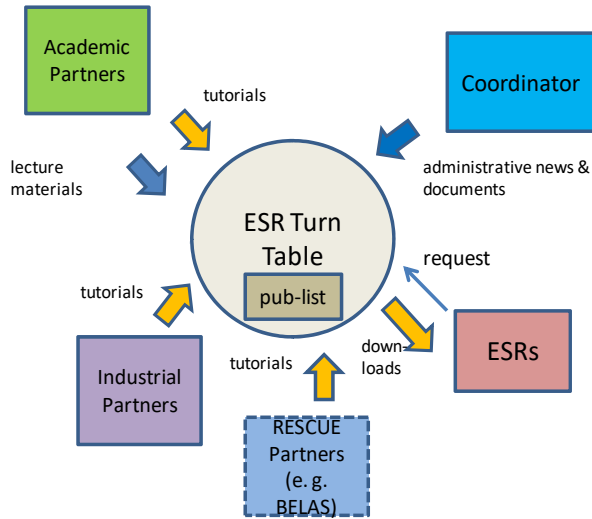 Academic
Partners
tutorials
Coordinator
lecture
materials
administrative news &
documents
ESR Turn
Table
pub-list
request
tutorials
Industrial
Partners
tutorials
down-
loads
ESRs
RESCUE
Partners
(e. g.
BELAS)